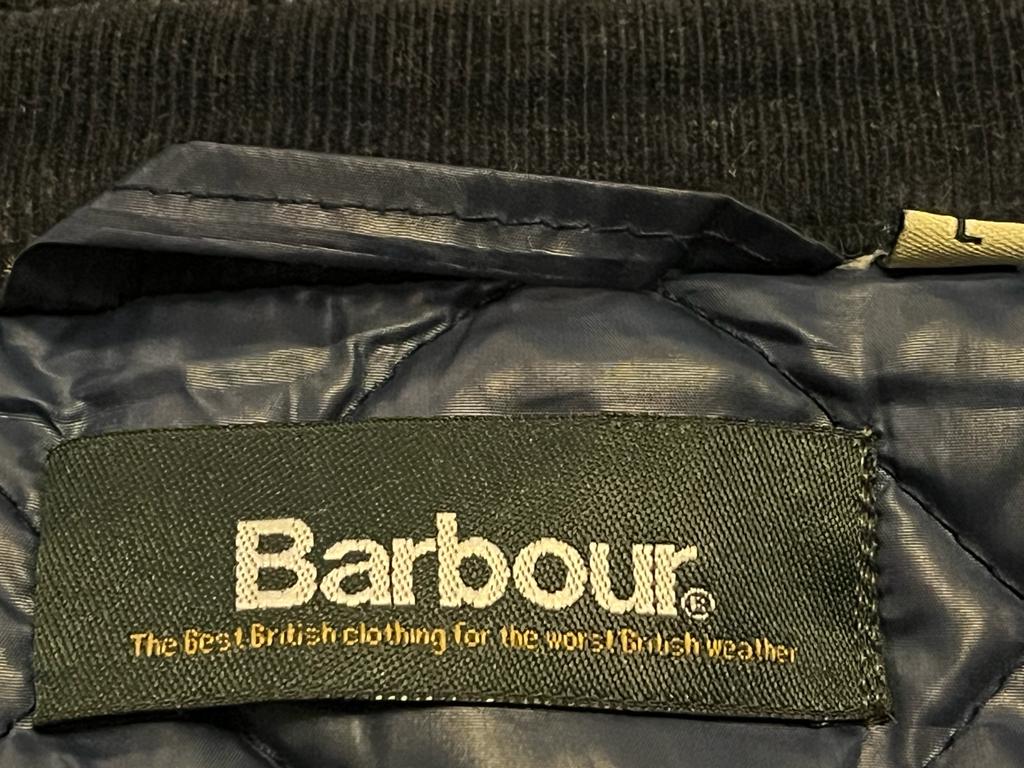 L
Barbour®
The Best British clothing for the worst British weather